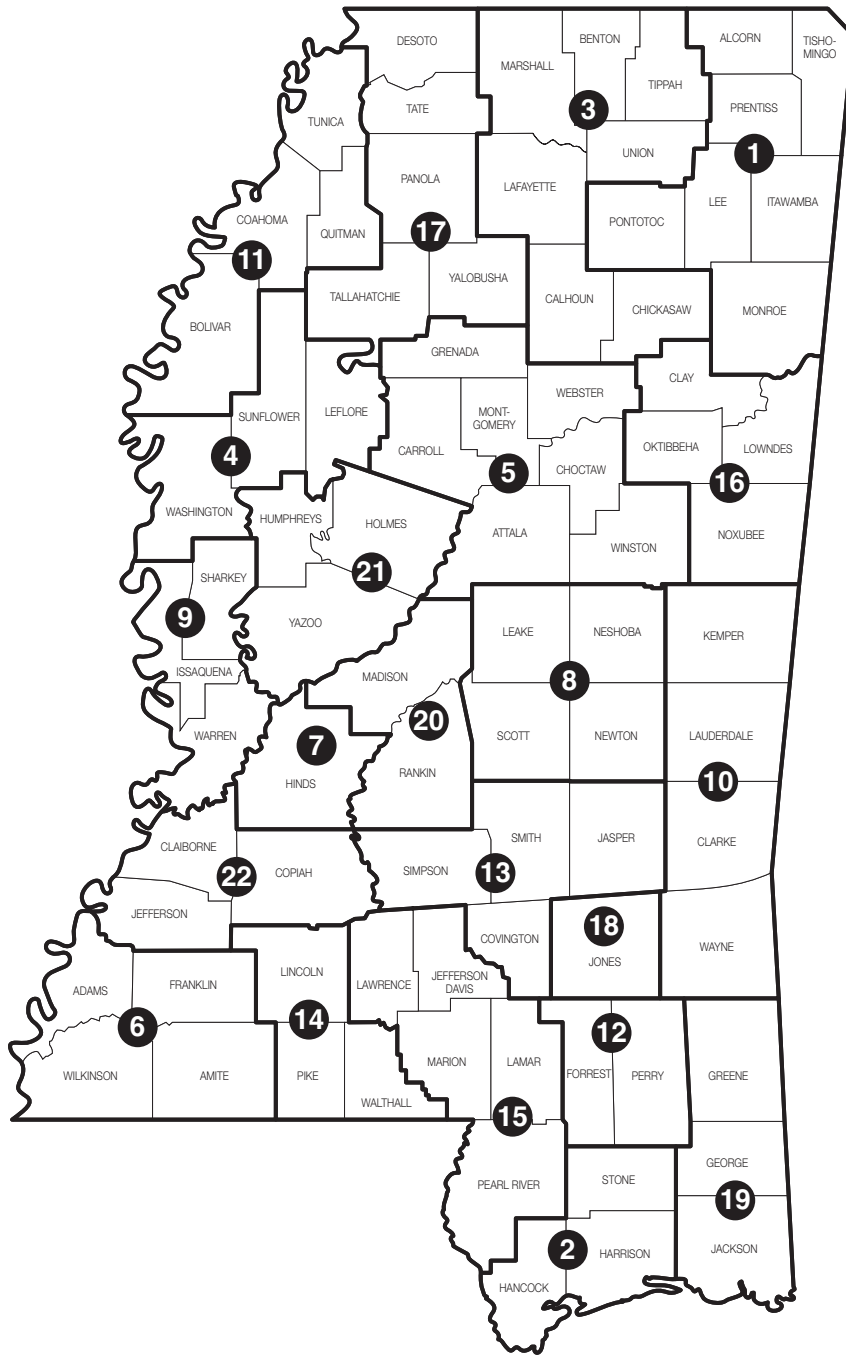 DESOTO
BENTON
ALCORN
TISHO-
MINGO
MARSHALL
TIPPAH
TATE
TUNICA
3
PRENTISS
UNION
1
PANOLA
LAFAYETTE
LEE
ITAWAMBA
COAHOMA
QUITMAN
17
PONTOTOC
11
TALLAHATCHIE
YALOBUSHA
CALHOUN
CHICKASAW
MONROE
BOLIVAR
GRENADA
CLAY
WEBSTER
SUNFLOWER
LEFLORE
MONT-
GOMERY
CARROLL
OKTIBBEHA
LOWNDES
4
5
CHOCTAW
16
WASHINGTON
HUMPHREYS
HOLMES
ATTALA
WINSTON
NOXUBEE
21
SHARKEY
9
YAZOO
LEAKE
NESHOBA
KEMPER
ISSAQUENA
MADISON
8
WARREN
20
7
SCOTT
NEWTON
LAUDERDALE
HINDS
RANKIN
10
CLAIBORNE
SMITH
JASPER
CLARKE
22
COPIAH
SIMPSON
13
JEFFERSON
18
COVINGTON
WAYNE
JONES
ADAMS
FRANKLIN
LINCOLN
LAWRENCE
JEFFERSON
DAVIS
6
14
12
WILKINSON
AMITE
PIKE
MARION
LAMAR
FORREST
PERRY
GREENE
WALTHALL
15
GEORGE
PEARL RIVER
STONE
19
2
HARRISON
JACKSON
HANCOCK